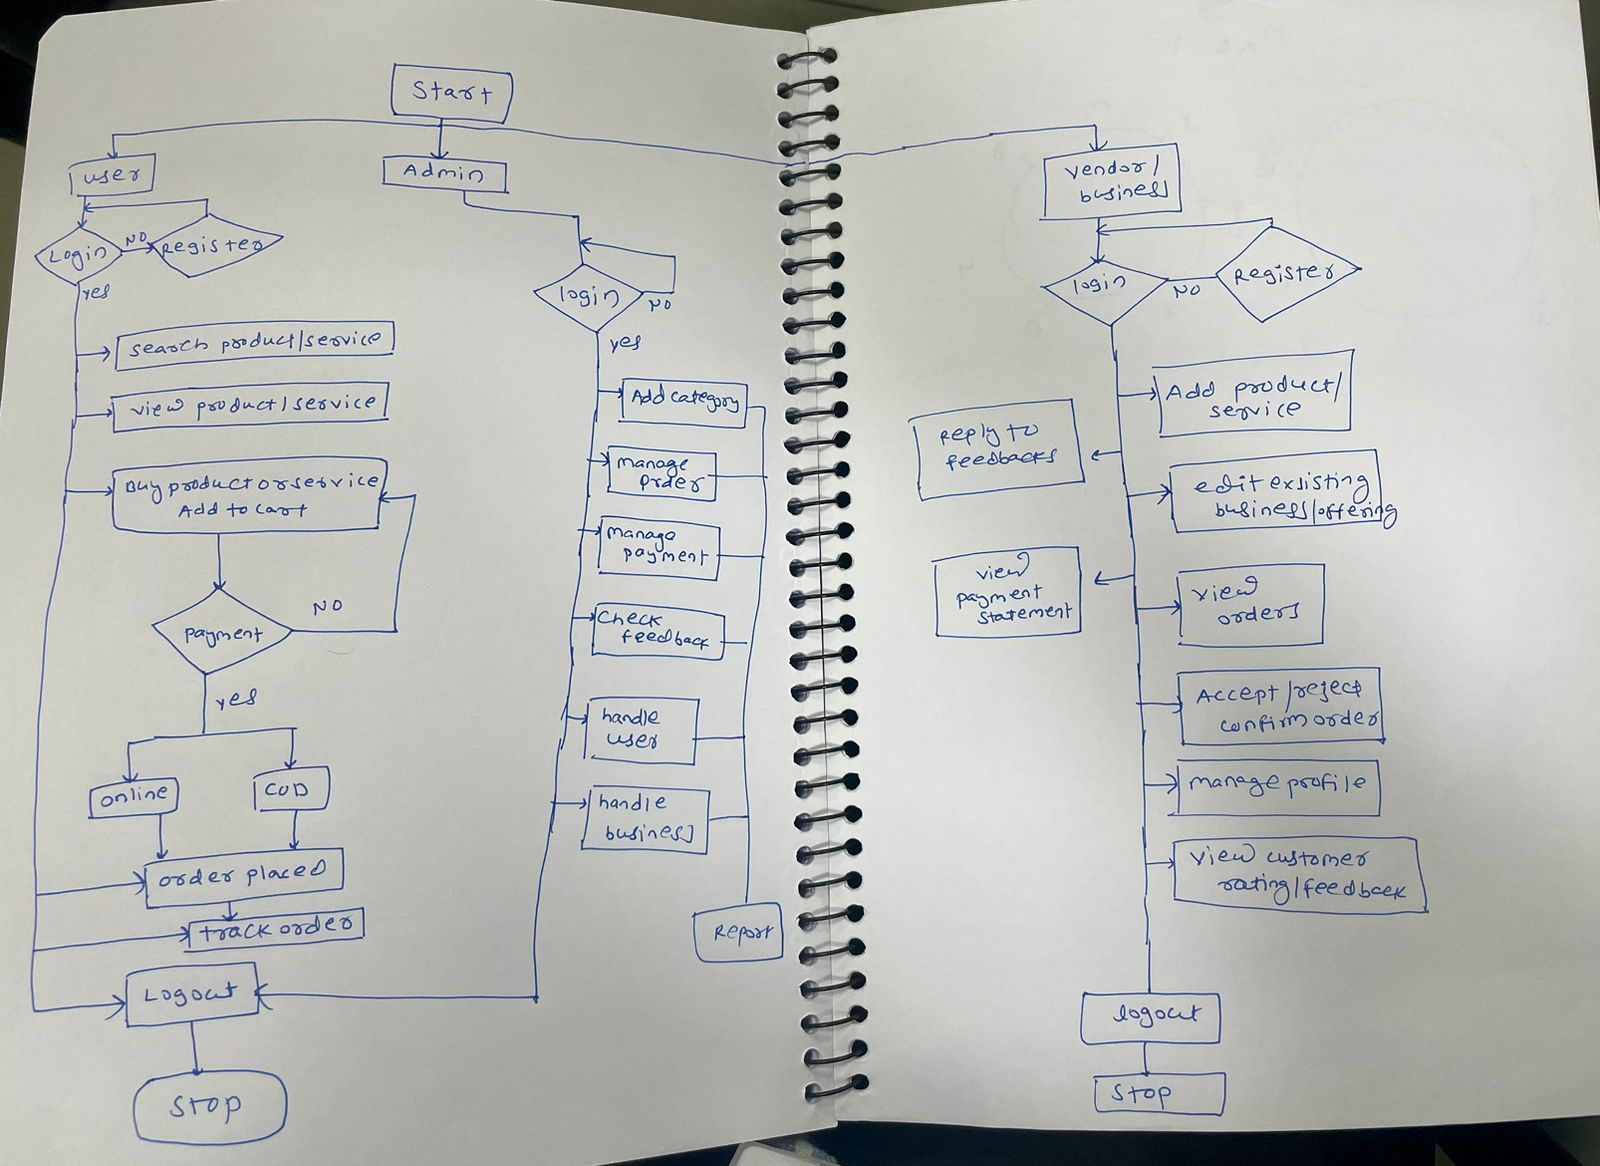 Start
user
Admin
vendor/
business
Login
NO
Register
yes
login
NO
yes
login
NO
Register
search product/service
view product/service
Buy product or service
Add to cart
payment
NO
yes
online
COD
order placed
track order
Logout
Stop
Add category
manage
order
manage
payment
Check
feedback
handle
user
handle
business
Report
Reply to
feedbacks
view
payment
statement
Add product/
service
edit exsisting
business/offering
view
orders
Accept/reject
confirm order
manage profile
view customer
rating/feedback
logout
Stop